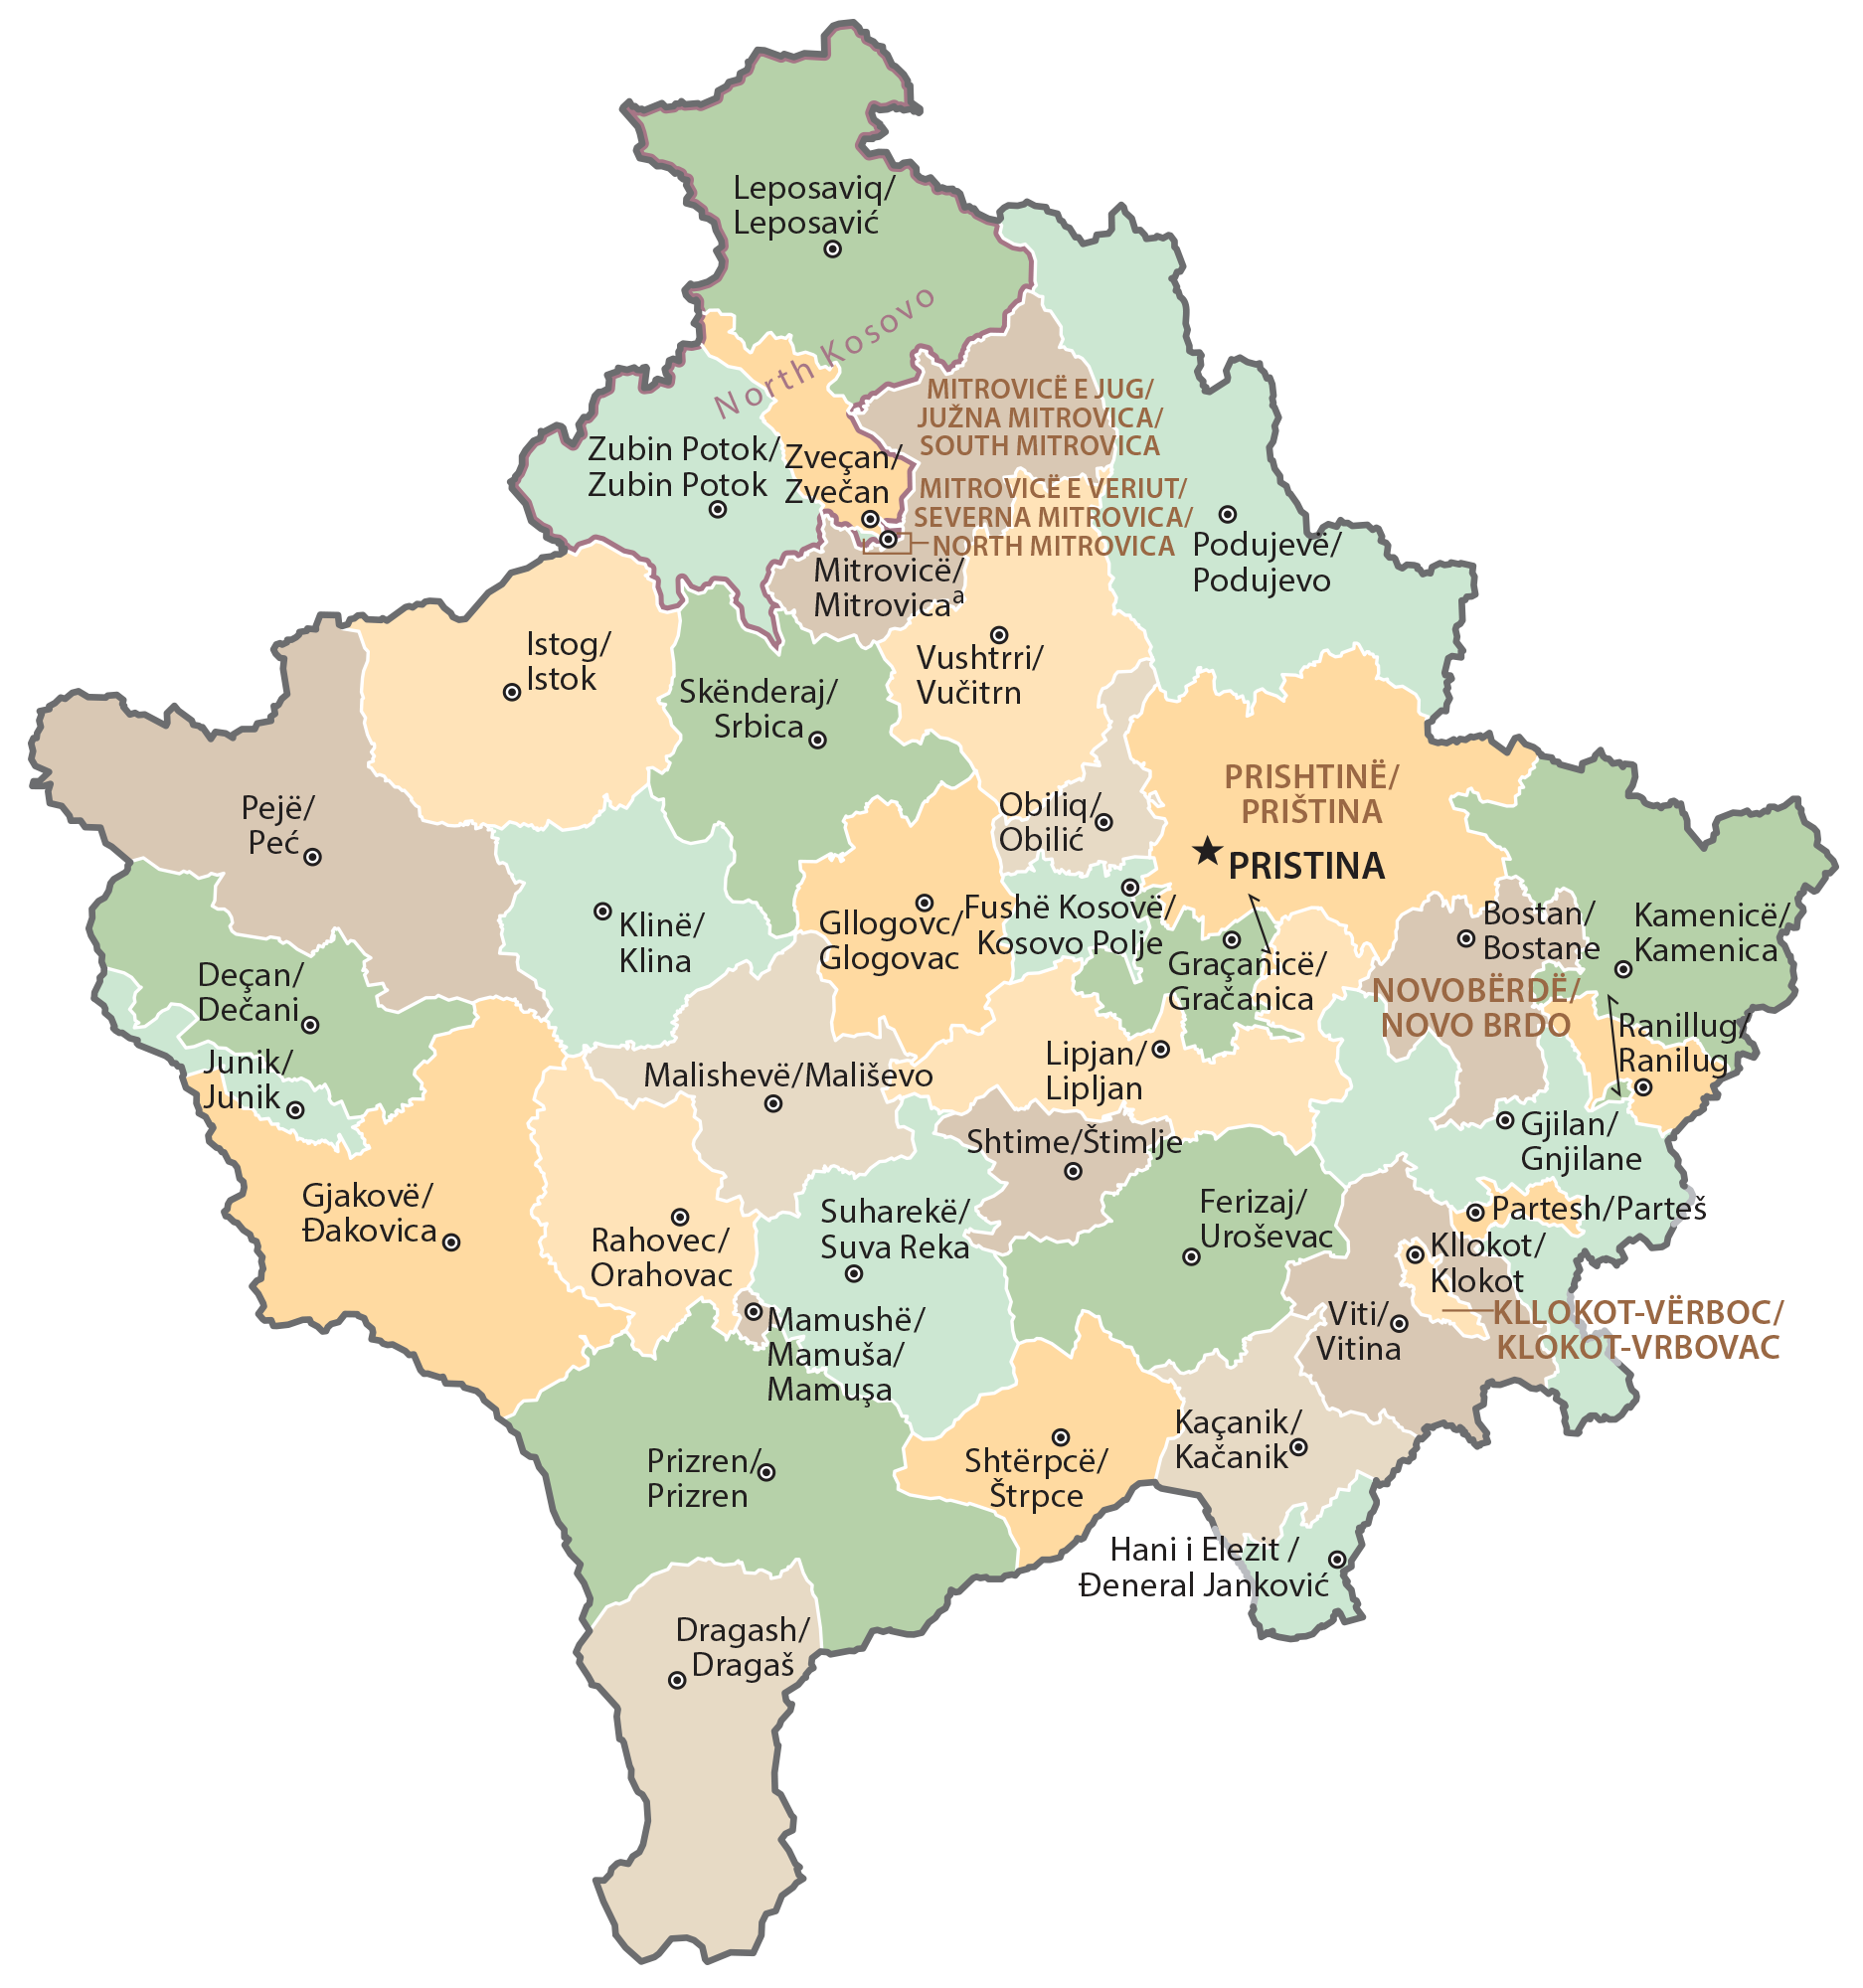 Leposaviq/
Leposavić
North Kosovo
MITROVICË E JUG/
JUŽNA MITROVICA/
SOUTH MITROVICA
Zubin Potok/
Zubin Potok
Zveçan/
Zvečan
MITROVICË E VERIUT/
SEVERNA MITROVICA/
NORTH MITROVICA
Podujevë/
Podujevo
Mitrovicë/
Mitrovicaᵃ
Istog/
Istok
Vushtrri/
Vučitrn
Skënderaj/
Srbica
PRISHTINË/
PRIŠTINA
PRISTINA
Pejë/
Peć
Obiliq/
Obilić
Klinë/
Klina
Gllogovc/
Glogovac
Fushë Kosovë/
Kosovo Polje
Bostan/
Bostane
Kamenicë/
Kamenica
Graçanicë/
Gračanica
Deçan/
Dečani
NOVOBËRDË/
NOVO BRDO
Ranillug/
Ranilug
Junik/
Junik
Malishevë/Mališevo
Lipjan/
Lipljan
Shtime/Štimlje
Gjilan/
Gnjilane
Gjakovë/
Đakovica
Rahovec/
Orahovac
Suharekë/
Suva Reka
Ferizaj/
Uroševac
Partesh/Parteš
Kllokot/
Klokot
KLLOKOT-VËRBOC/
KLOKOT-VRBOVAC
Viti/
Vitina
Mamushë/
Mamuša/
Mamuşa
Kaçanik/
Kačanik
Prizren/
Prizren
Shtërpcë/
Štrpce
Hani i Elezit /
Đeneral Janković
Dragash/
Dragaš